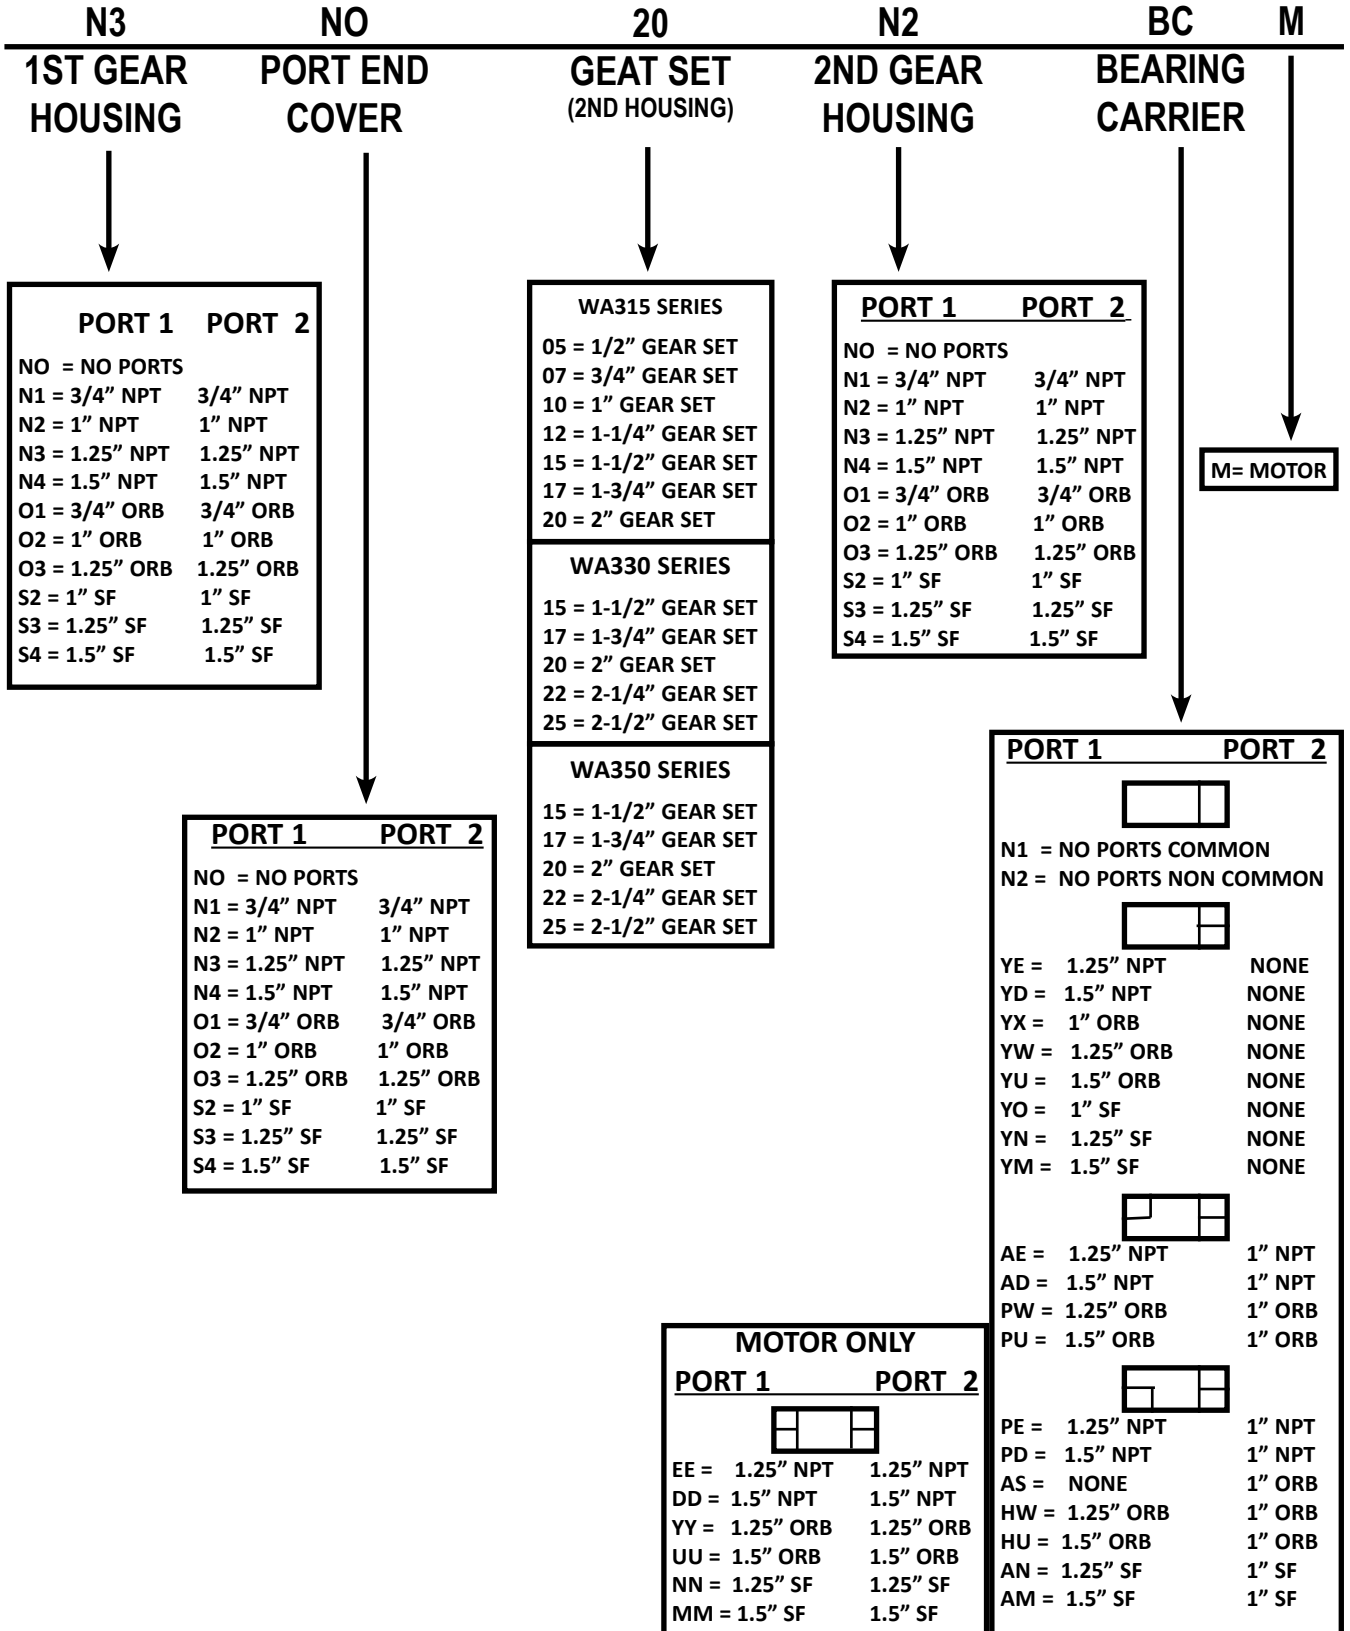 N3 NO 20 N2 BC M
1ST GEAR HOUSING
PORT END COVER
GEAT SET
(2ND HOUSING)
2ND GEAR HOUSING
BEARING CARRIER
PORT 1 PORT 2
NO = NO PORTS
N1 = 3/4” NPT 3/4” NPT
N2 = 1” NPT 1” NPT
N3 = 1.25” NPT 1.25” NPT
N4 = 1.5” NPT 1.5” NPT
O1 = 3/4” ORB 3/4” ORB
O2 = 1” ORB 1” ORB
O3 = 1.25” ORB 1.25” ORB
S2 = 1” SF 1” SF
S3 = 1.25” SF 1.25” SF
S4 = 1.5” SF 1.5” SF
PORT 1 PORT 2
NO = NO PORTS
N1 = 3/4” NPT 3/4” NPT
N2 = 1” NPT 1” NPT
N3 = 1.25” NPT 1.25” NPT
N4 = 1.5” NPT 1.5” NPT
O1 = 3/4” ORB 3/4” ORB
O2 = 1” ORB 1” ORB
O3 = 1.25” ORB 1.25” ORB
S2 = 1” SF 1” SF
S3 = 1.25” SF 1.25” SF
S4 = 1.5” SF 1.5” SF
WA315 SERIES
05 = 1/2” GEAR SET
07 = 3/4” GEAR SET
10 = 1” GEAR SET
12 = 1-1/4” GEAR SET
15 = 1-1/2” GEAR SET
17 = 1-3/4” GEAR SET
20 = 2” GEAR SET
WA330 SERIES
15 = 1-1/2” GEAR SET
17 = 1-3/4” GEAR SET
20 = 2” GEAR SET
22 = 2-1/4” GEAR SET
25 = 2-1/2” GEAR SET
WA350 SERIES
15 = 1-1/2” GEAR SET
17 = 1-3/4” GEAR SET
20 = 2” GEAR SET
22 = 2-1/4” GEAR SET
25 = 2-1/2” GEAR SET
PORT 1 PORT 2
NO = NO PORTS
N1 = 3/4” NPT 3/4” NPT
N2 = 1” NPT 1” NPT
N3 = 1.25” NPT 1.25” NPT
N4 = 1.5” NPT 1.5” NPT
O1 = 3/4” ORB 3/4” ORB
O2 = 1” ORB 1” ORB
O3 = 1.25” ORB 1.25” ORB
S2 = 1” SF 1” SF
S3 = 1.25” SF 1.25” SF
S4 = 1.5” SF 1.5” SF
M= MOTOR
PORT 1 PORT 2
N1 = NO PORTS COMMON
N2 = NO PORTS NON COMMON
YE = 1.25” NPT NONE
YD = 1.5” NPT NONE
YX = 1” ORB NONE
YW = 1.25” ORB NONE
YU = 1.5” ORB NONE
YO = 1” SF NONE
YN = 1.25” SF NONE
YM = 1.5” SF NONE
AE = 1.25” NPT 1” NPT
AD = 1.5” NPT 1” NPT
PW = 1.25” ORB 1” ORB
PU = 1.5” ORB 1” ORB
PE = 1.25” NPT 1” NPT
PD = 1.5” NPT 1” NPT
AS = NONE 1” ORB
HW = 1.25” ORB 1” ORB
HU = 1.5” ORB 1” ORB
AN = 1.25” SF 1” SF
AM = 1.5” SF 1” SF
MOTOR ONLY
PORT 1 PORT 2
EE = 1.25” NPT 1.25” NPT
DD = 1.5” NPT 1.5” NPT
YY = 1.25” ORB 1.25” ORB
UU = 1.5” ORB 1.5” ORB
NN = 1.25” SF 1.25” SF
MM = 1.5” SF 1.5” SF